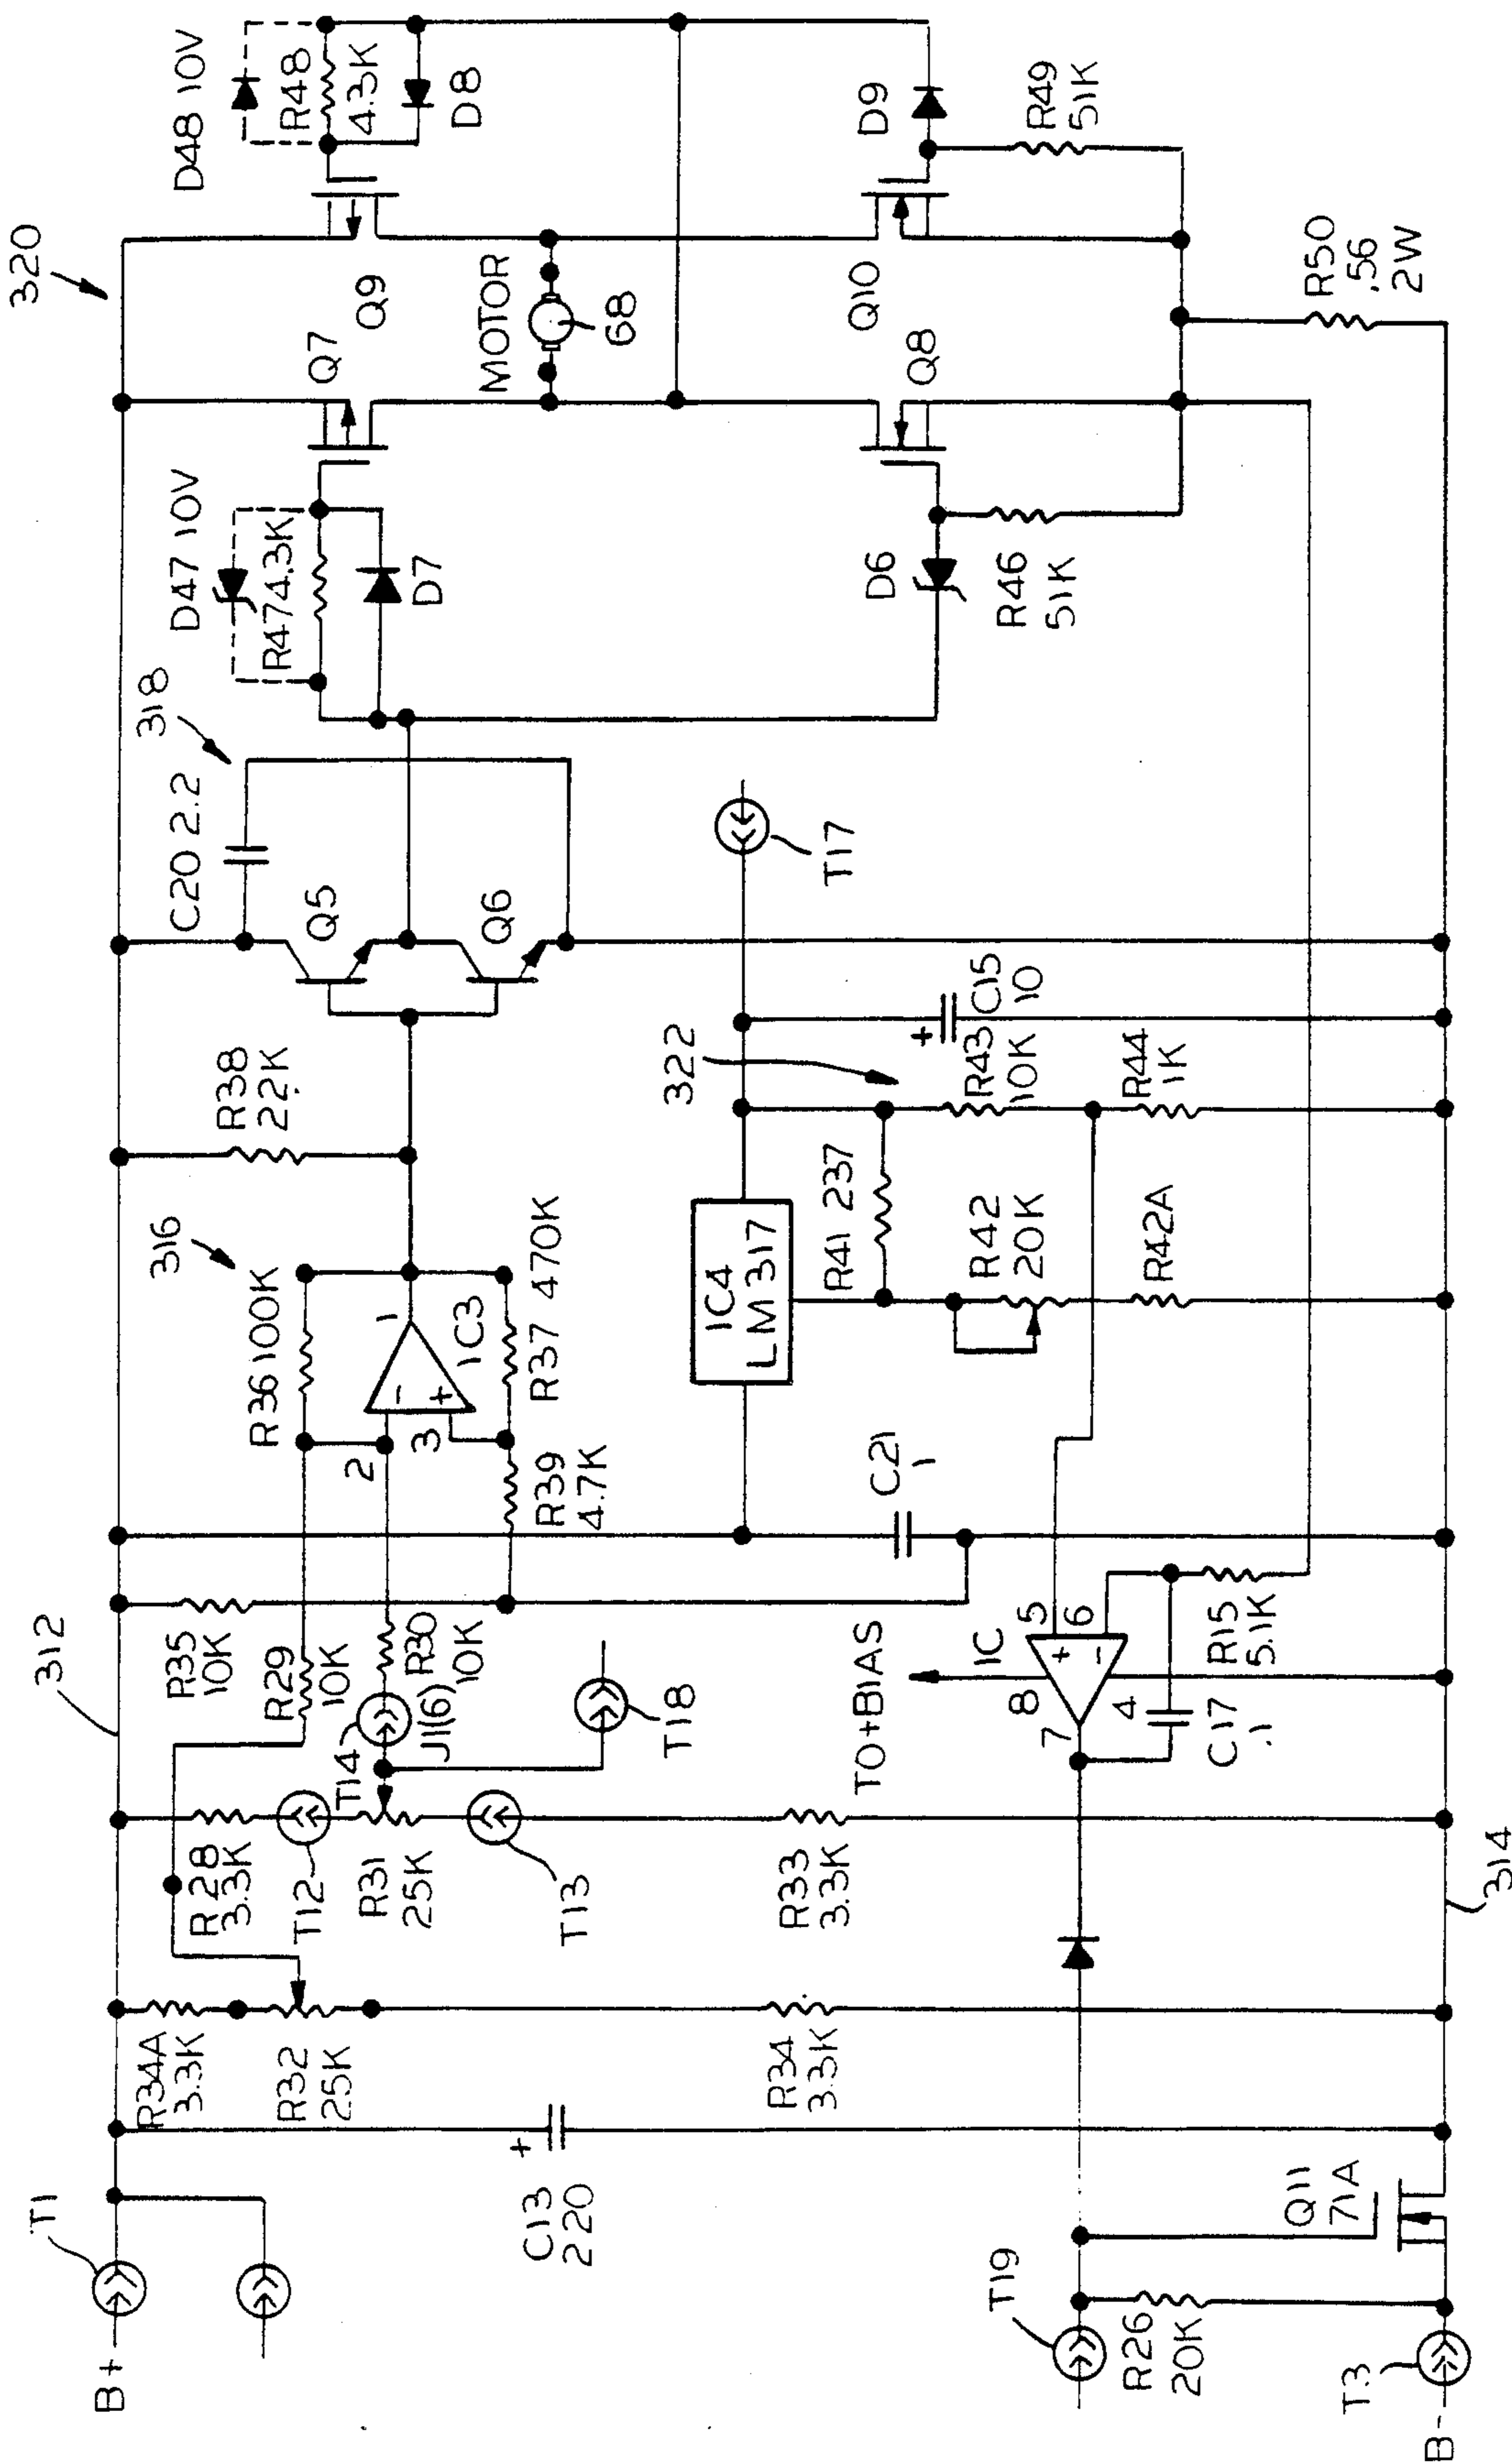 B+
T1
C13
220
R34A
3.3K
R32
25K
R34
3.3K
312
R28
3.3K
T12
R31
25K
T13
R33
3.3K
T14
J1(6)
T18
R35
10K
R29
10K
R30
10K
R39
4.7K
R36 100K
2
3
-
+
1
IC3
R37 470K
316
R38
22K
C20 2.2
318
Q5
Q6
D47 10V
R47 4.3K
D7
D6
R46
51K
320
Q7
Q9
MOTOR
68
Q8
Q10
D48 10V
R48
4.3K
D8
D9
R49
51K
R50
.56
2W
IC4
LM317
C21
1
R41 237
R42
20K
R42A
322
R43
10K
R44
1K
+
C15
10
T17
TO+BIAS
IC
5
6
+
-
8
7
4
C17
.1
R15
5.1K
+
T19
R26
20K
Q11
71A
T3
B-
314